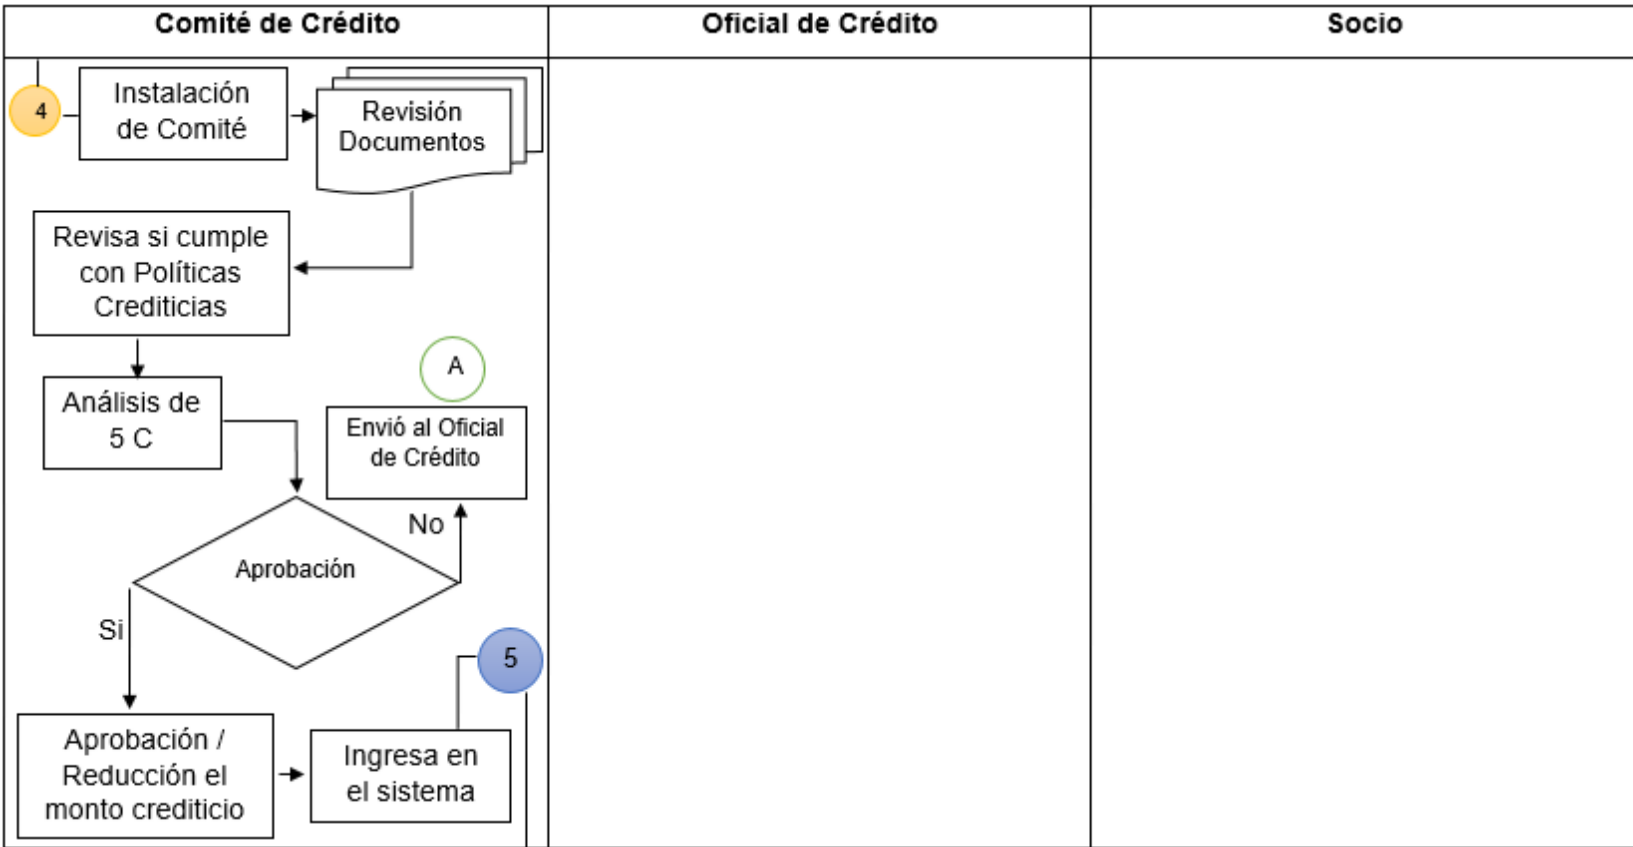 Comité de Crédito
Oficial de Crédito
Socio
4
Instalación
de Comité
Revisión
Documentos
Revisa si cumple
con Políticas
Crediticias
A
Análisis de
5 C
Envió al Oficial
de Crédito
No
Aprobación
Si
5
Aprobación /
Reducción el
monto crediticio
Ingresa en
el sistema